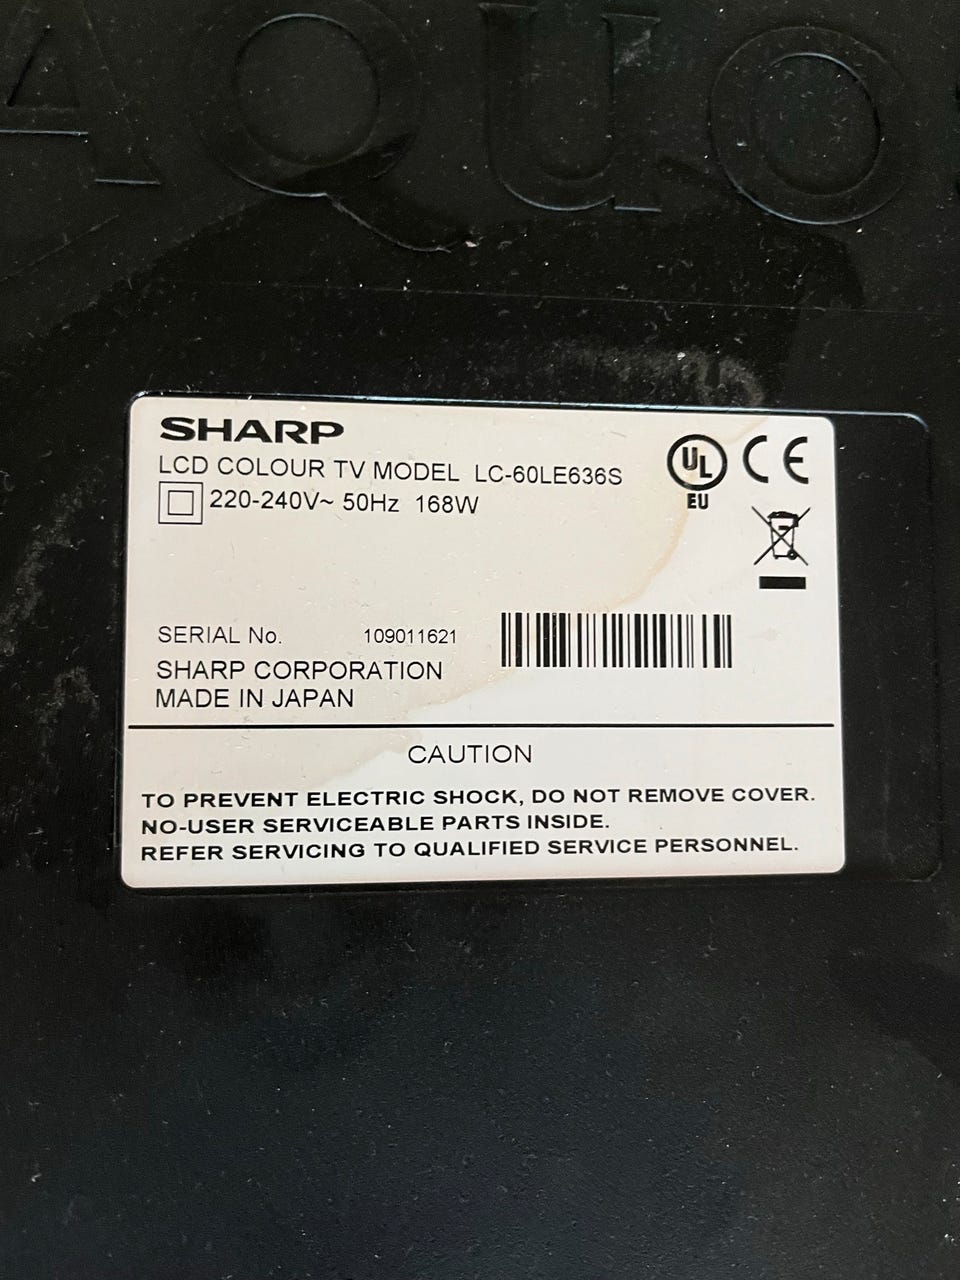 AQUO
SHARP
LCD COLOUR TV MODEL LC-60LE636S
220-240V~ 50Hz 168W
UL
EU
CE
SERIAL No. 109011621
SHARP CORPORATION
MADE IN JAPAN
CAUTION
TO PREVENT ELECTRIC SHOCK, DO NOT REMOVE COVER.
NO-USER SERVICEABLE PARTS INSIDE.
REFER SERVICING TO QUALIFIED SERVICE PERSONNEL.